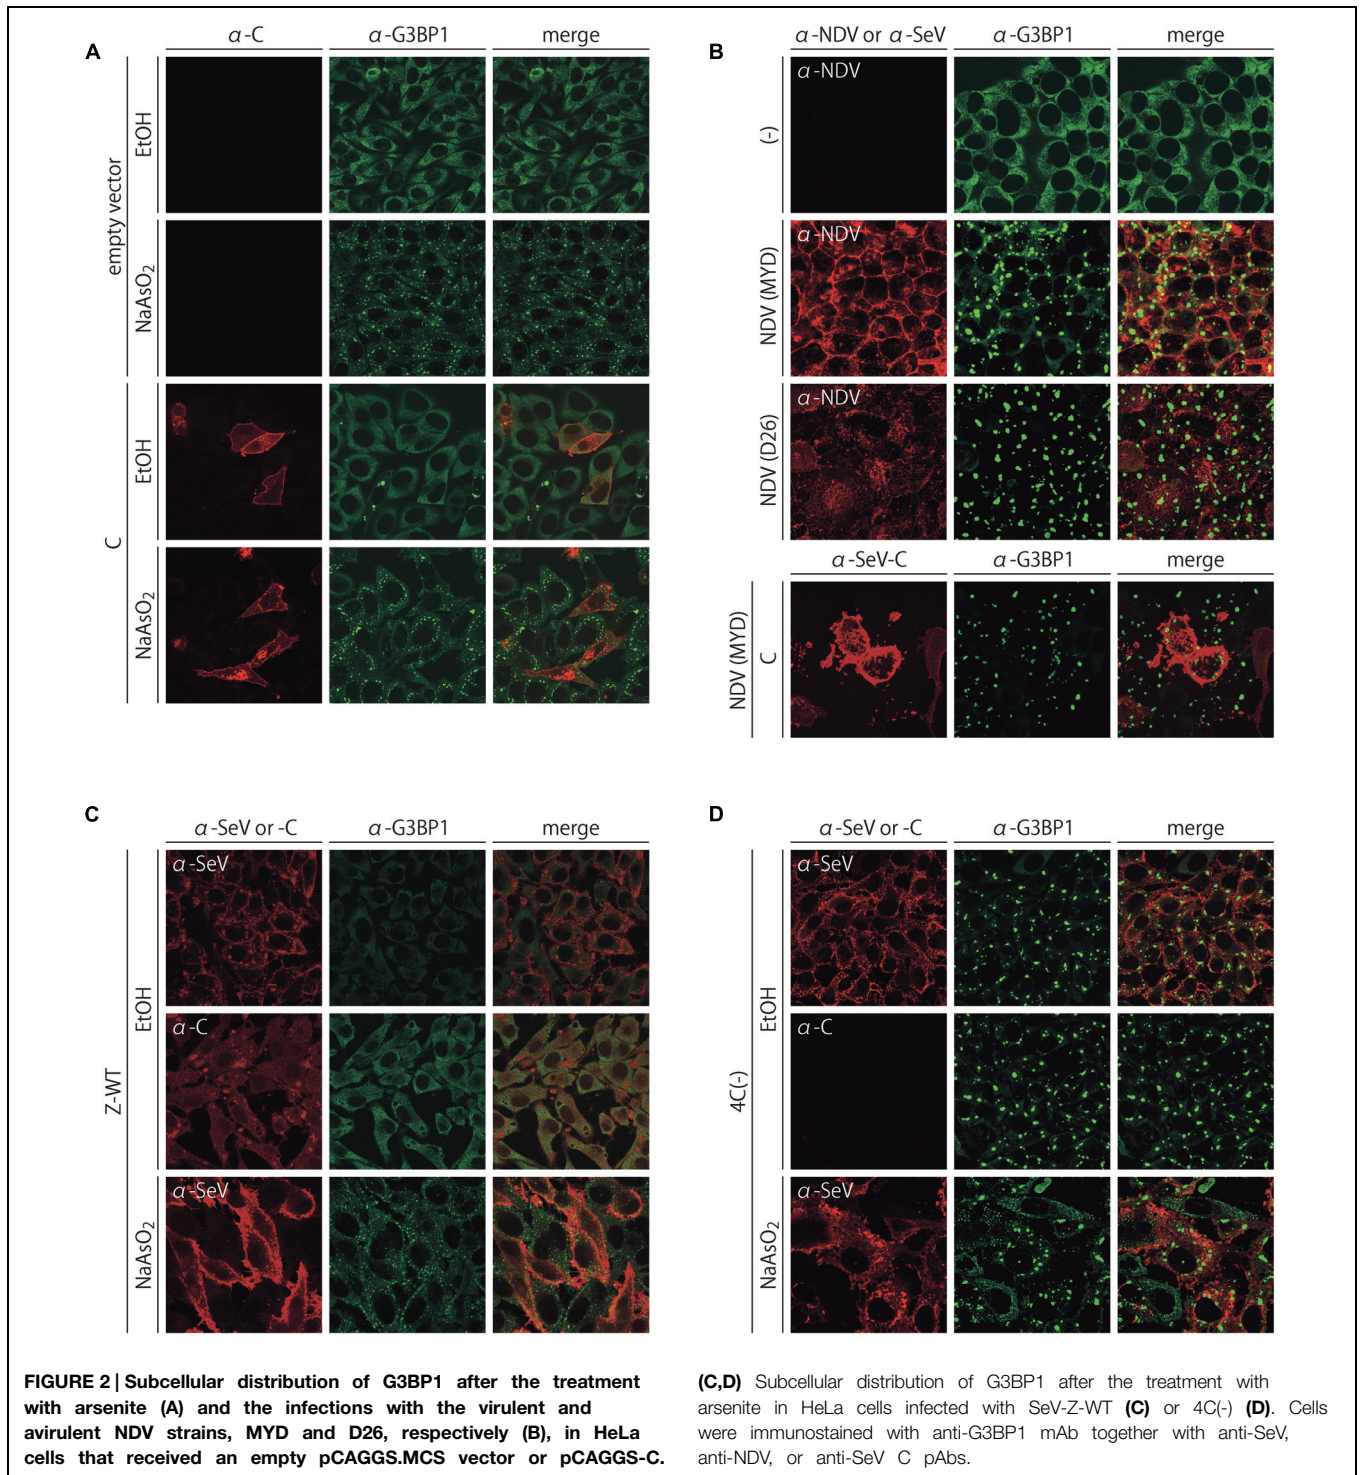 A
α-C α-G3BP1 merge
empty vector
EtOH
NaAsO₂
C
EtOH
NaAsO₂
B
α-NDV or α-SeV α-G3BP1 merge
(-)
α-NDV
NDV (MYD)
α-NDV
NDV (D26)
α-NDV
α-SeV-C α-G3BP1 merge
NDV (MYD)
C
C
α-SeV or -C α-G3BP1 merge
Z-WT
EtOH
α-SeV
α-C
NaAsO₂
α-SeV
D
α-SeV or -C α-G3BP1 merge
4C(-)
EtOH
α-SeV
α-C
NaAsO₂
α-SeV
FIGURE 2 | Subcellular distribution of G3BP1 after the treatment
with arsenite (A) and the infections with the virulent and
avirulent NDV strains, MYD and D26, respectively (B), in HeLa
cells that received an empty pCAGGS.MCS vector or pCAGGS-C.
(C,D) Subcellular distribution of G3BP1 after the treatment with
arsenite in HeLa cells infected with SeV-Z-WT (C) or 4C(-) (D). Cells
were immunostained with anti-G3BP1 mAb together with anti-SeV,
anti-NDV, or anti-SeV C pAbs.